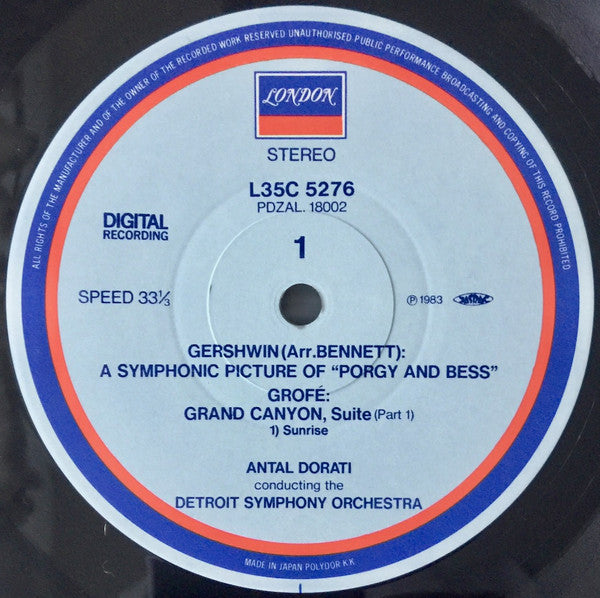 ALL RIGHTS OF THE MANUFACTURER AND OF THE OWNER OF THE RECORDED WORK RESERVED UNAUTHORISED PUBLIC PERFORMANCE BROADCASTING AND COPYING OF THIS RECORD PROHIBITED
LONDON
STEREO
L35C 5276
PDZAL. 18002
DIGITAL
RECORDING
1
SPEED 33⅓
Ⓟ 1983 JASRAC
GERSHWIN (Arr.BENNETT):
A SYMPHONIC PICTURE OF “PORGY AND BESS”
GROFÉ:
GRAND CANYON, Suite (Part 1)
1) Sunrise
ANTAL DORATI
conducting the
DETROIT SYMPHONY ORCHESTRA
MADE IN JAPAN POLYDOR K.K